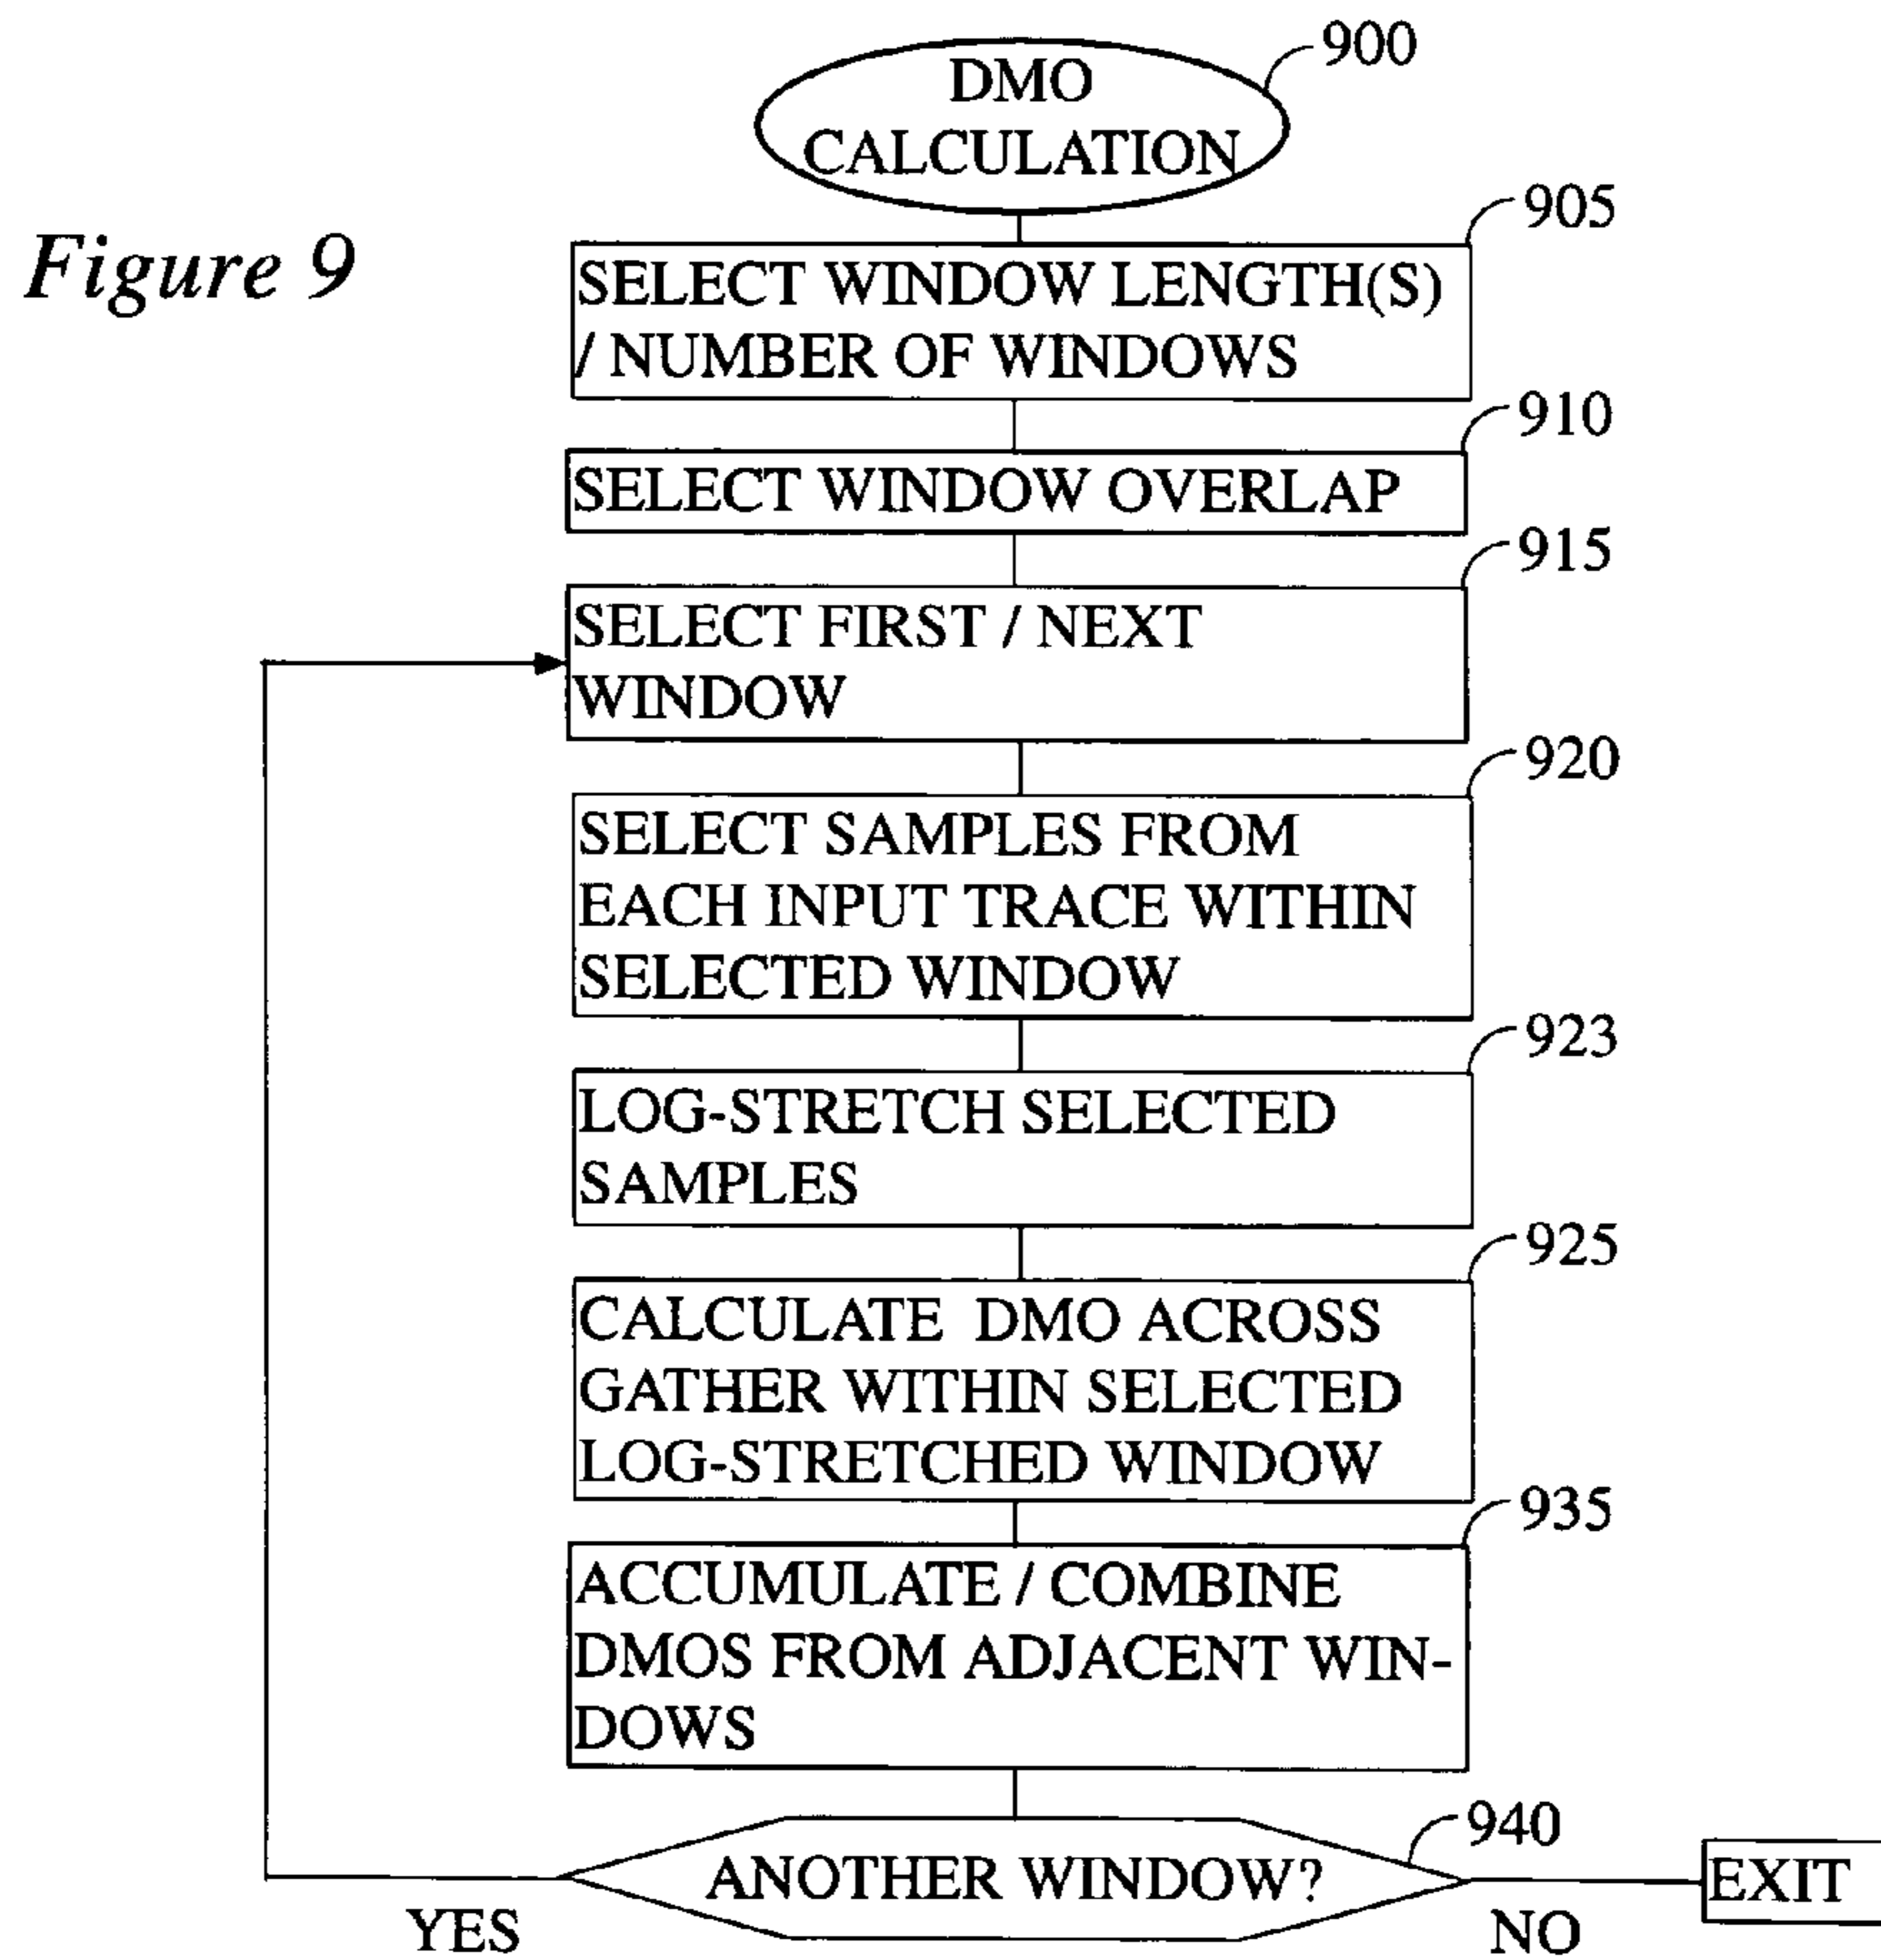 900
DMO
CALCULATION
Figure 9
905
SELECT WINDOW LENGTH(S)
/ NUMBER OF WINDOWS
910
SELECT WINDOW OVERLAP
915
SELECT FIRST / NEXT
WINDOW
920
SELECT SAMPLES FROM
EACH INPUT TRACE WITHIN
SELECTED WINDOW
923
LOG-STRETCH SELECTED
SAMPLES
925
CALCULATE DMO ACROSS
GATHER WITHIN SELECTED
LOG-STRETCHED WINDOW
935
ACCUMULATE / COMBINE
DMOS FROM ADJACENT WIN-
DOWS
940
ANOTHER WINDOW?
EXIT
YES
NO